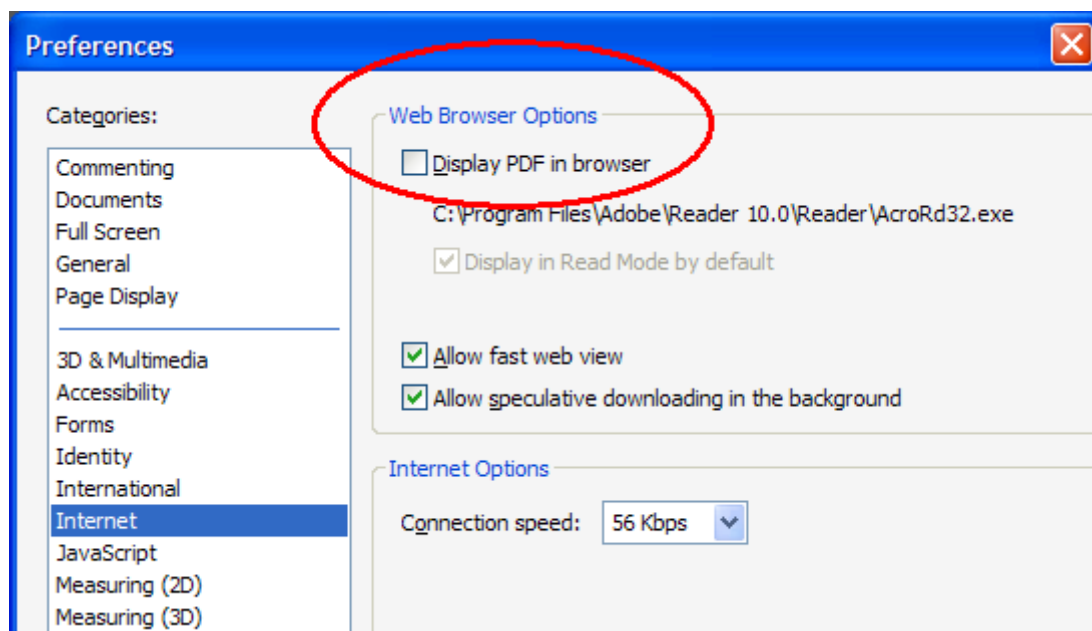 Preferences
Categories:
Commenting
Documents
Full Screen
General
Page Display
3D & Multimedia
Accessibility
Forms
Identity
International
Internet
JavaScript
Measuring (2D)
Measuring (3D)
Web Browser Options
Display PDF in browser
C:\Program Files\Adobe\Reader 10.0\Reader\AcroRd32.exe
Display in Read Mode by default
Allow fast web view
Allow speculative downloading in the background
Internet Options
Connection speed: 56 Kbps